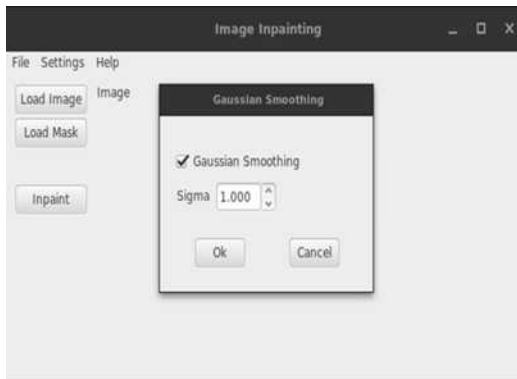 Image Inpainting
File Settings Help
Load Image Image
Load Mask
Inpaint
Gaussian Smoothing
Gaussian Smoothing
Sigma 1.000
Ok Cancel